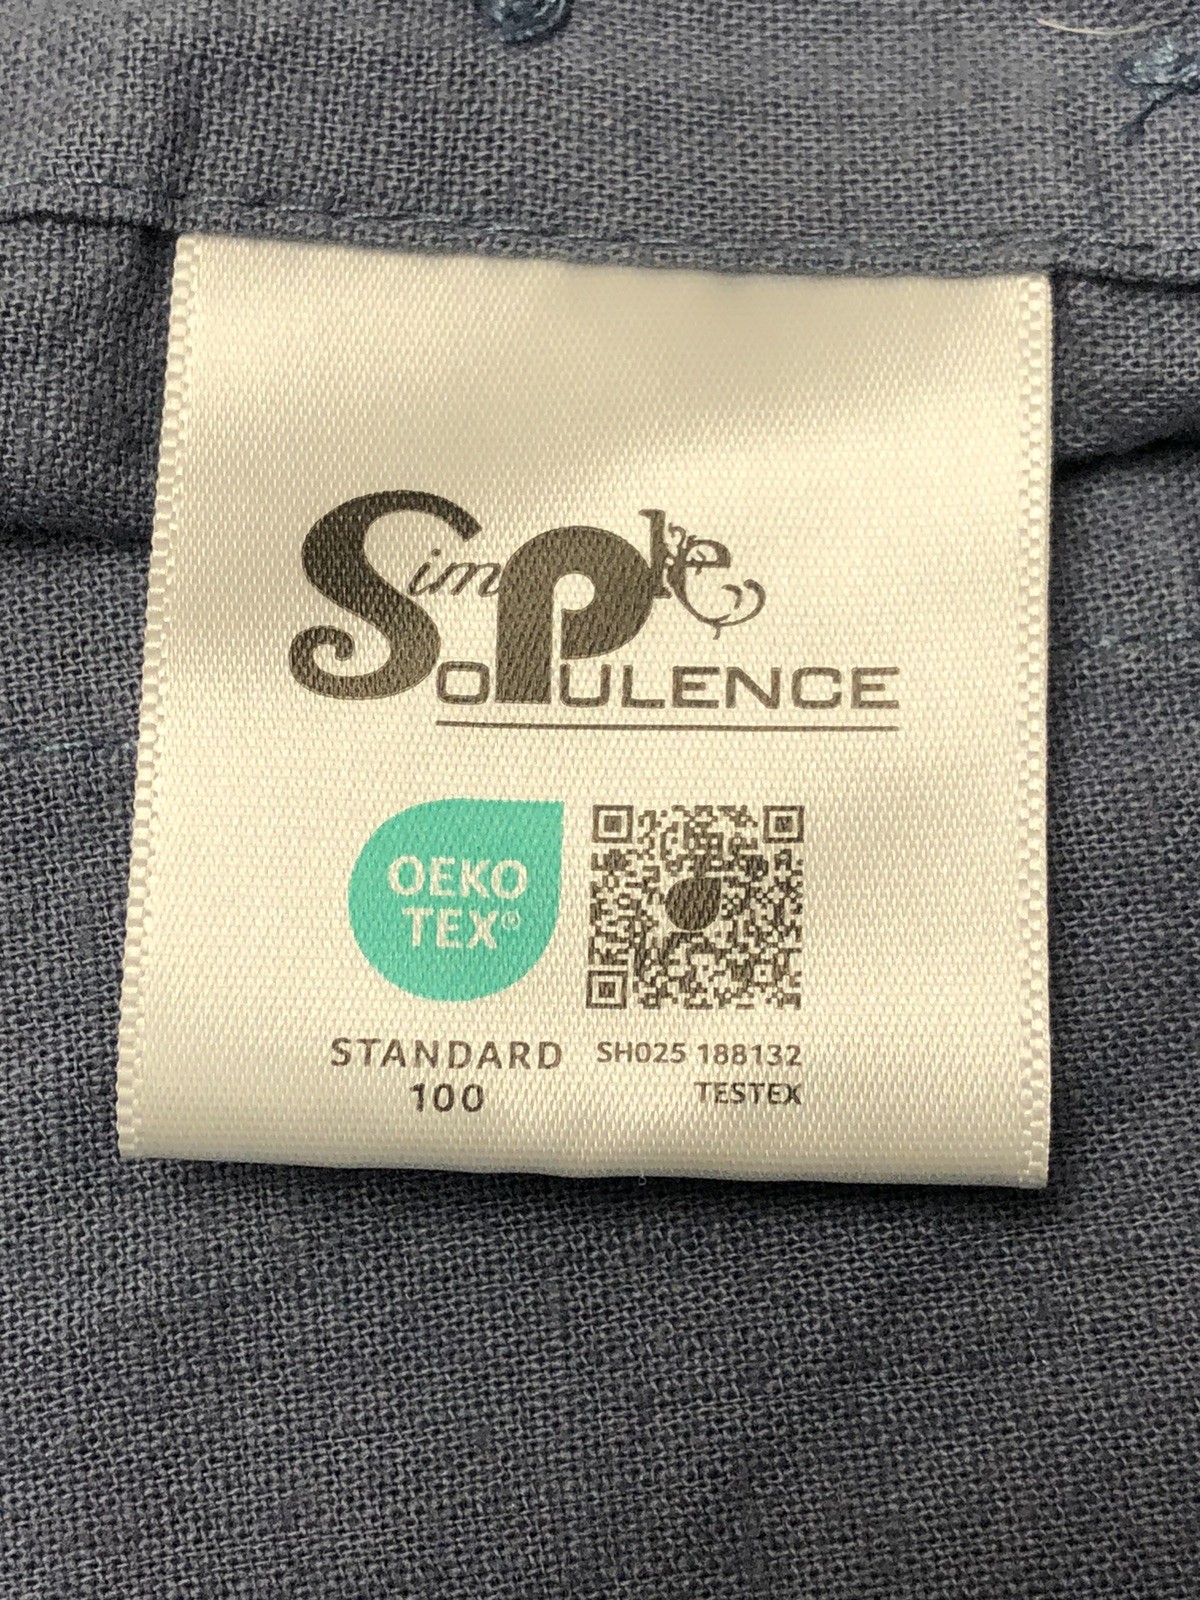 Simple
OPULENCE
OEKO
TEX®
STANDARD
100
SH025 188132
TESTEX